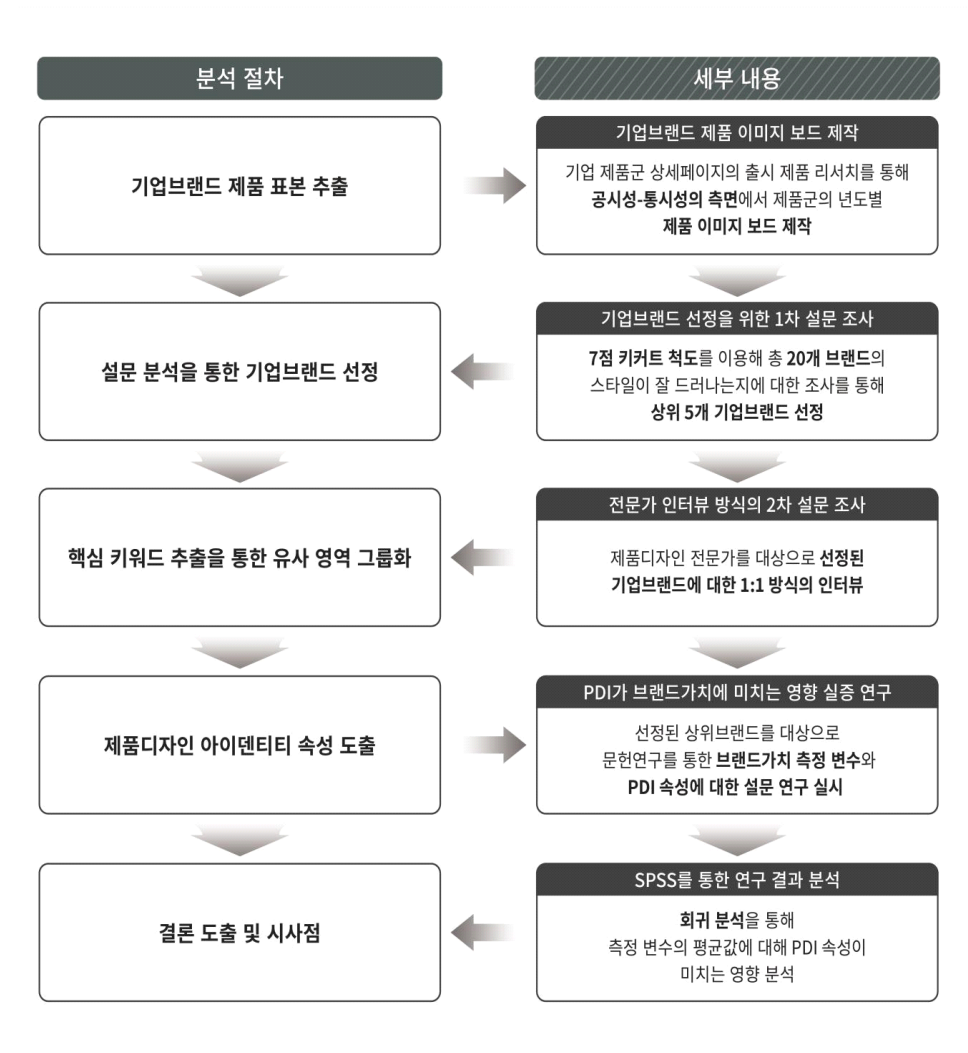 분석 절차
세부 내용
기업브랜드 제품 표본 추출
기업브랜드 제품 이미지 보드 제작
기업 제품군 상세페이지의 출시 제품 리서치를 통해
공시성-통시성의 측면에서 제품군의 년도별
제품 이미지 보드 제작
설문 분석을 통한 기업브랜드 선정
기업브랜드 선정을 위한 1차 설문 조사
7점 키커트 척도를 이용해 총 20개 브랜드의
스타일이 잘 드러나는지에 대한 조사를 통해
상위 5개 기업브랜드 선정
핵심 키워드 추출을 통한 유사 영역 그룹화
전문가 인터뷰 방식의 2차 설문 조사
제품디자인 전문가를 대상으로 선정된
기업브랜드에 대한 1:1 방식의 인터뷰
제품디자인 아이덴티티 속성 도출
PDI가 브랜드가치에 미치는 영향 실증 연구
선정된 상위브랜드를 대상으로
문헌연구를 통한 브랜드가치 측정 변수와
PDI 속성에 대한 설문 연구 실시
결론 도출 및 시사점
SPSS를 통한 연구 결과 분석
회귀 분석을 통해
측정 변수의 평균값에 대해 PDI 속성이
미치는 영향 분석